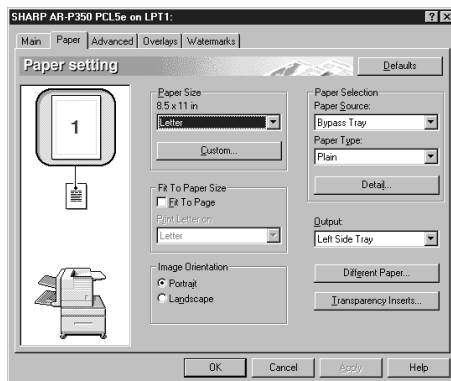 SHARP AR-P350 PCL5e on LPT1:
Main Paper Advanced Overlays Watermarks
Paper setting
Defaults
1
Paper Size
8.5 x 11 in
Letter
Custom...
Fit To Paper Size
Fit To Page
Print Letter on
Letter
Image Orientation
Portrait
Landscape
Paper Selection
Paper Source:
Bypass Tray
Paper Type:
Plain
Detail...
Output:
Left Side Tray
Different Paper...
Transparency Inserts...
OK Cancel Apply Help